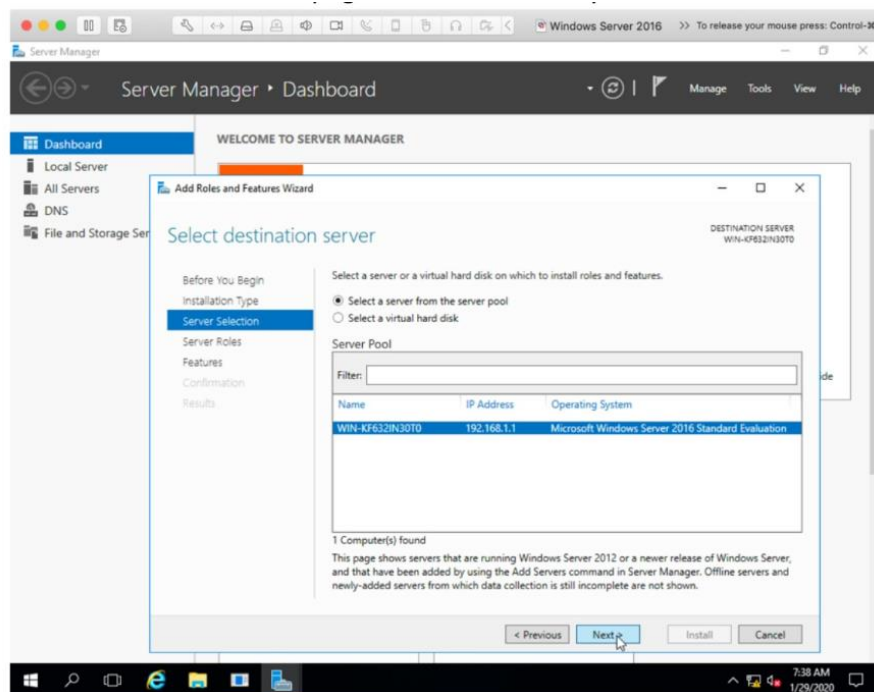 Windows Server 2016 >> To release your mouse press: Control-⌘
Server Manager
Server Manager • Dashboard
Manage Tools View Help
Dashboard
Local Server
All Servers
DNS
File and Storage Ser
WELCOME TO SERVER MANAGER
Add Roles and Features Wizard
Select destination server
DESTINATION SERVER
WIN-KF632IN30T0
Before You Begin
Installation Type
Server Selection
Server Roles
Features
Confirmation
Results
Select a server or a virtual hard disk on which to install roles and features.
Select a server from the server pool
Select a virtual hard disk
Server Pool
Filter:
Name IP Address Operating System
WIN-KF632IN30T0 192.168.1.1 Microsoft Windows Server 2016 Standard Evaluation
1 Computer(s) found
This page shows servers that are running Windows Server 2012 or a newer release of Windows Server,
and that have been added by using the Add Servers command in Server Manager. Offline servers and
newly-added servers from which data collection is still incomplete are not shown.
ide
< Previous Next > Install Cancel
7:38 AM
1/29/2020